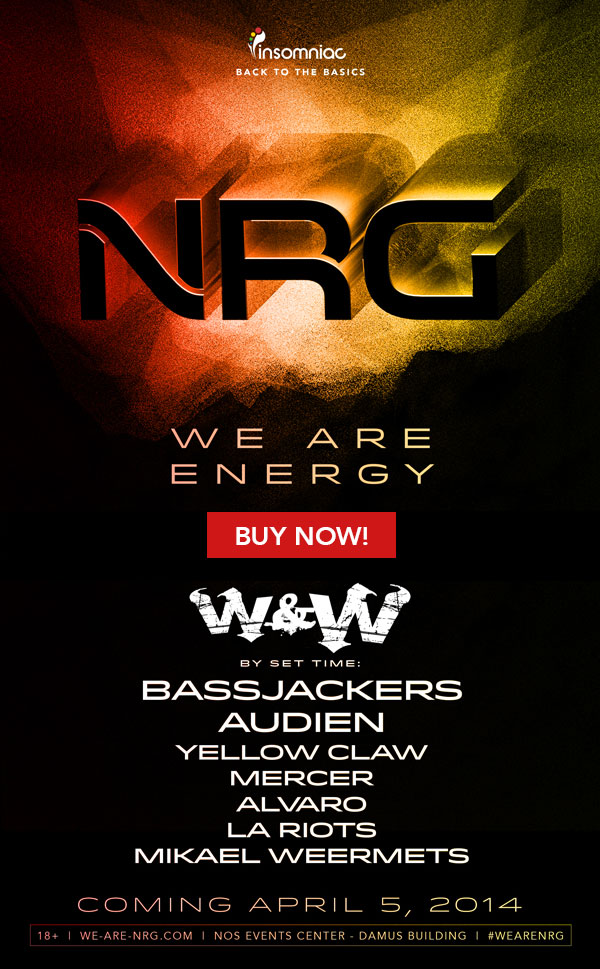 insomniac
BACK TO THE BASICS
NRG
WE ARE
ENERGY
BUY NOW!
W&W
BY SET TIME:
BASSJACKERS
AUDIEN
YELLOW CLAW
MERCER
ALVARO
LA RIOTS
MIKAEL WEERMETS
COMING APRIL 5, 2014
18+ | WE-ARE-NRG.COM | NOS EVENTS CENTER - DAMUS BUILDING | #WEARENRG